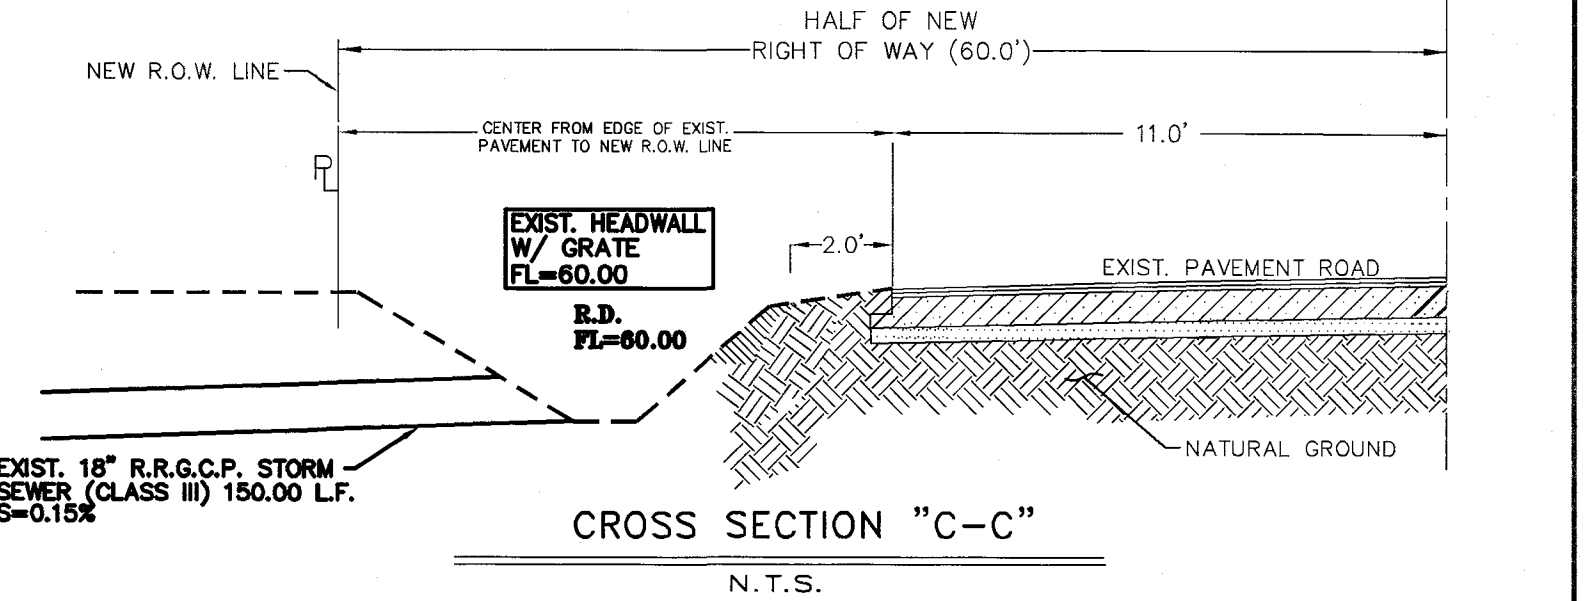 HALF OF NEW
RIGHT OF WAY (60.0')
NEW R.O.W. LINE
CENTER FROM EDGE OF EXIST.
PAVEMENT TO NEW R.O.W. LINE
11.0'
PL
EXIST. HEADWALL
W/ GRATE
FL=60.00
2.0'
EXIST. PAVEMENT ROAD
R.D.
FL=60.00
NATURAL GROUND
EXIST. 18" R.R.G.C.P. STORM
SEWER (CLASS III) 150.00 L.F.
S=0.15%
CROSS SECTION "C-C"
N.T.S.